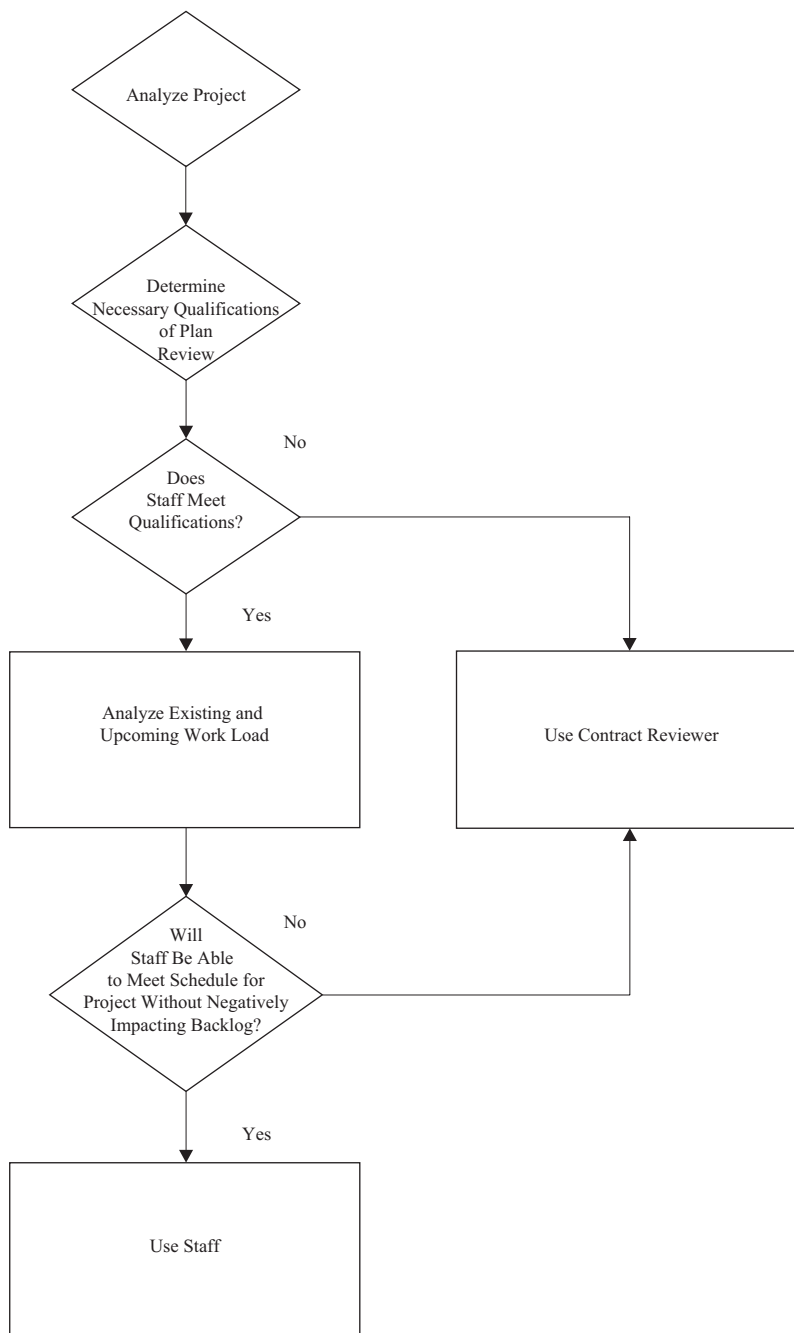 Analyze Project
Determine
Necessary Qualifications
of Plan
Review
No
Does
Staff Meet
Qualifications?
Yes
Analyze Existing and
Upcoming Work Load
Use Contract Reviewer
No
Will
Staff Be Able
to Meet Schedule for
Project Without Negatively
Impacting Backlog?
Yes
Use Staff